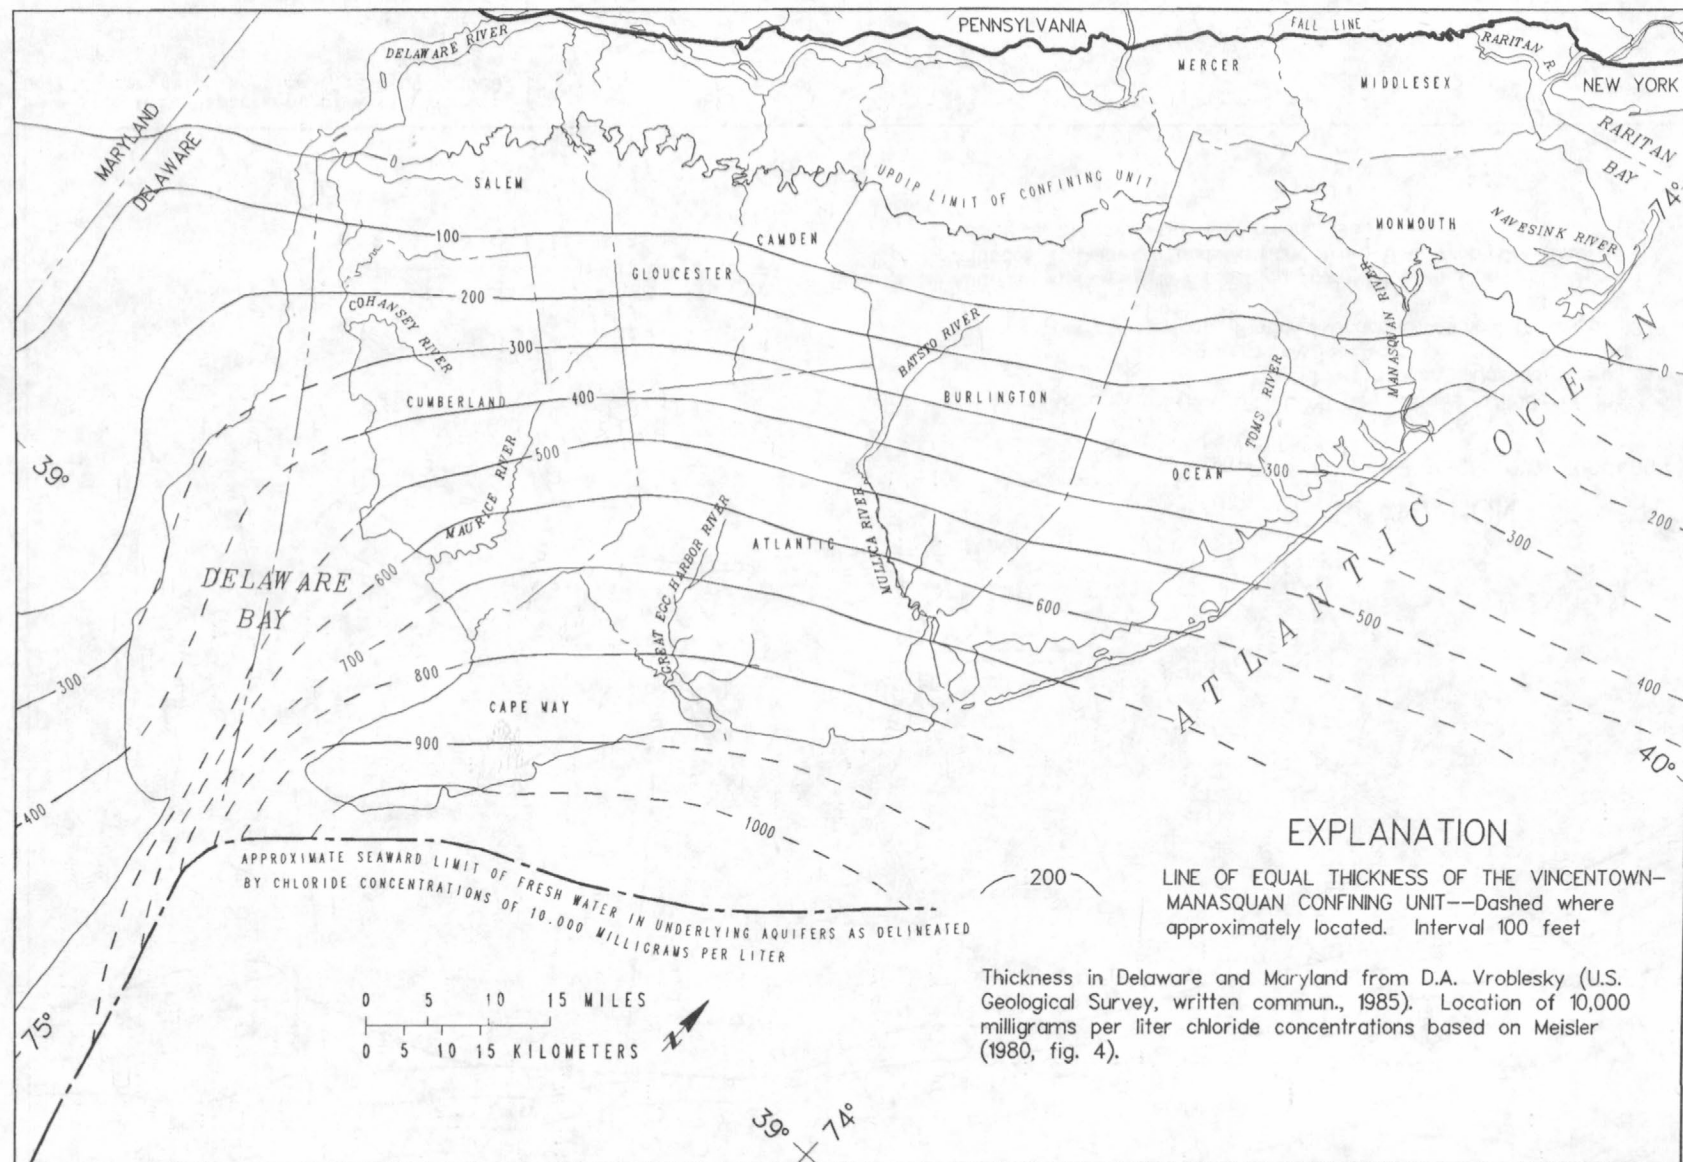 PENNSYLVANIA
FALL LINE
DELAWARE RIVER
RARITAN R
MERCER
MIDDLESEX
NEW YORK
MARYLAND
DELAWARE
RARITAN
BAY
0
SALEM
UPDIP LIMIT OF CONFINING UNIT
74°
MONMOUTH
NAVESINK RIVER
100
CAMDEN
GLOUCESTER
200
COHANSEY RIVER
MANASQUAN RIVER
BATSTO RIVER
300
0
CUMBERLAND
400
BURLINGTON
TOMS RIVER
ATLANTIC OCEAN
39°
MAURICE RIVER
500
OCEAN
300
200
MULLICA RIVER
GREAT EGG HARBOR RIVER
ATLANTIC
300
DELAWARE
BAY
600
600
500
700
800
300
400
CAPE MAY
900
40°
400
1000
APPROXIMATE SEAWARD LIMIT OF FRESH WATER IN UNDERLYING AQUIFERS AS DELINEATED
BY CHLORIDE CONCENTRATIONS OF 10.000 MILLIGRAMS PER LITER
EXPLANATION
200
LINE OF EQUAL THICKNESS OF THE VINCENTOWN-
MANASQUAN CONFINING UNIT--Dashed where
approximately located. Interval 100 feet
Thickness in Delaware and Maryland from D.A. Vroblesky (U.S.
Geological Survey, written commun., 1985). Location of 10,000
milligrams per liter chloride concentrations based on Meisler
(1980, fig. 4).
0 5 10 15 MILES
0 5 10 15 KILOMETERS
N
75°
39° 74°